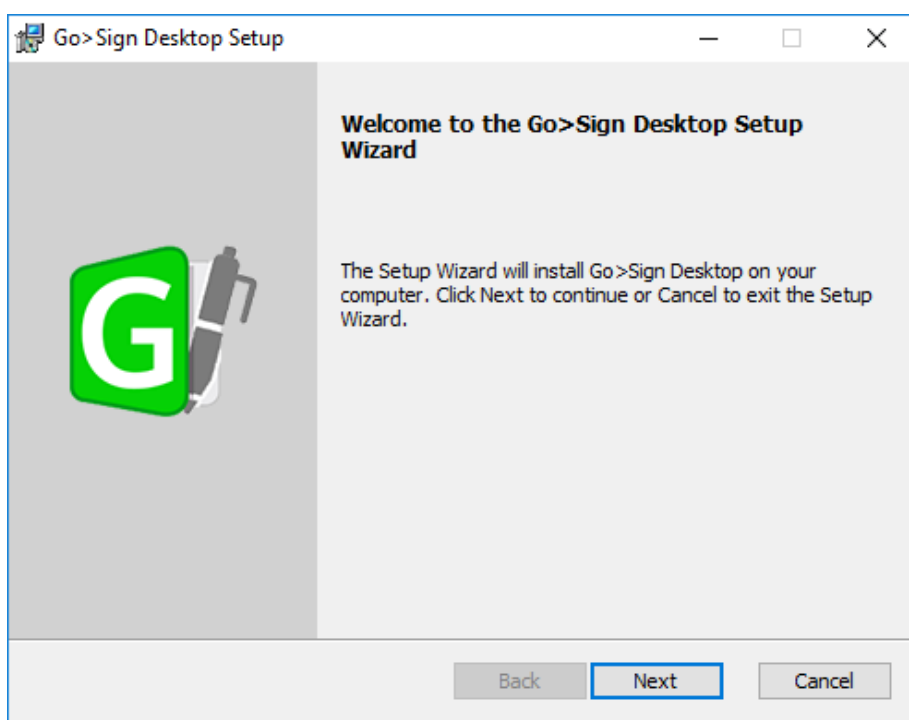 Go>Sign Desktop Setup
Welcome to the Go>Sign Desktop Setup
Wizard
G
The Setup Wizard will install Go>Sign Desktop on your
computer. Click Next to continue or Cancel to exit the Setup
Wizard.
Back Next Cancel